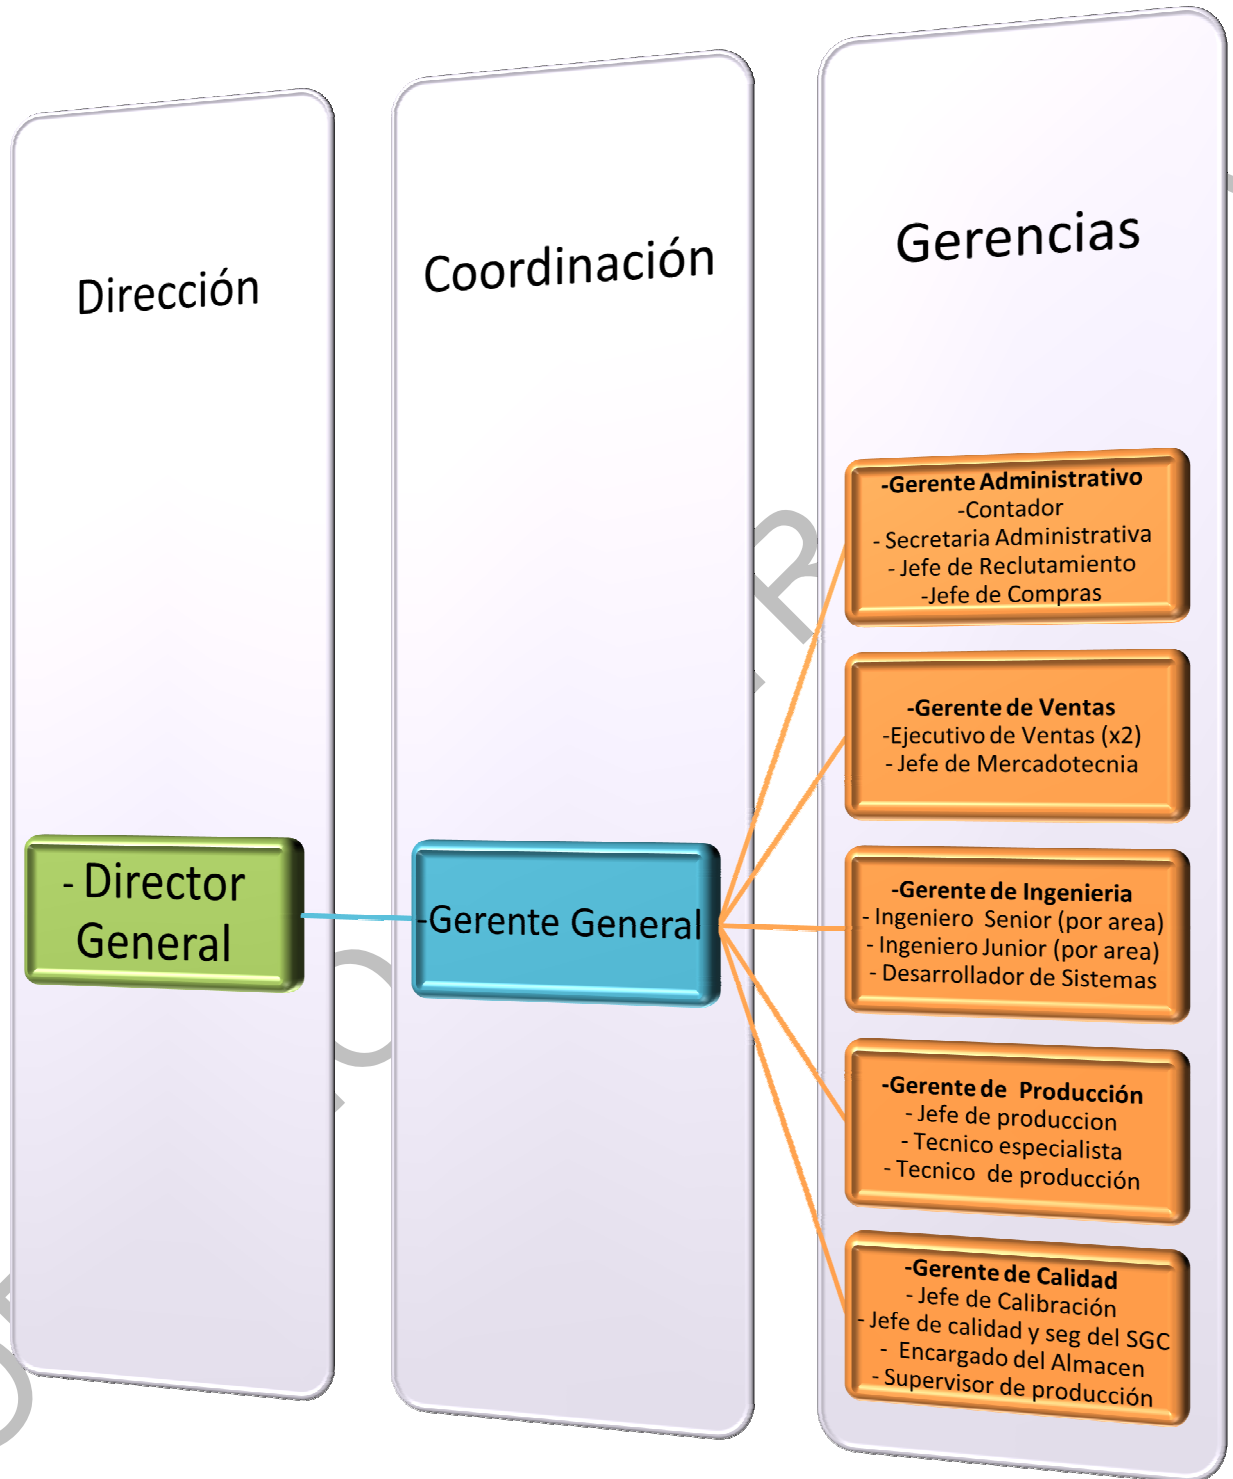 Dirección
Coordinación
Gerencias
- Director
General
-Gerente General
-Gerente Administrativo
-Contador
- Secretaria Administrativa
- Jefe de Reclutamiento
-Jefe de Compras
-Gerente de Ventas
-Ejecutivo de Ventas (x2)
- Jefe de Mercadotecnia
-Gerente de Ingenieria
- Ingeniero Senior (por area)
- Ingeniero Junior (por area)
- Desarrollador de Sistemas
-Gerente de Producción
- Jefe de produccion
- Tecnico especialista
- Tecnico de producción
-Gerente de Calidad
- Jefe de Calibración
- Jefe de calidad y seg del SGC
- Encargado del Almacen
- Supervisor de producción